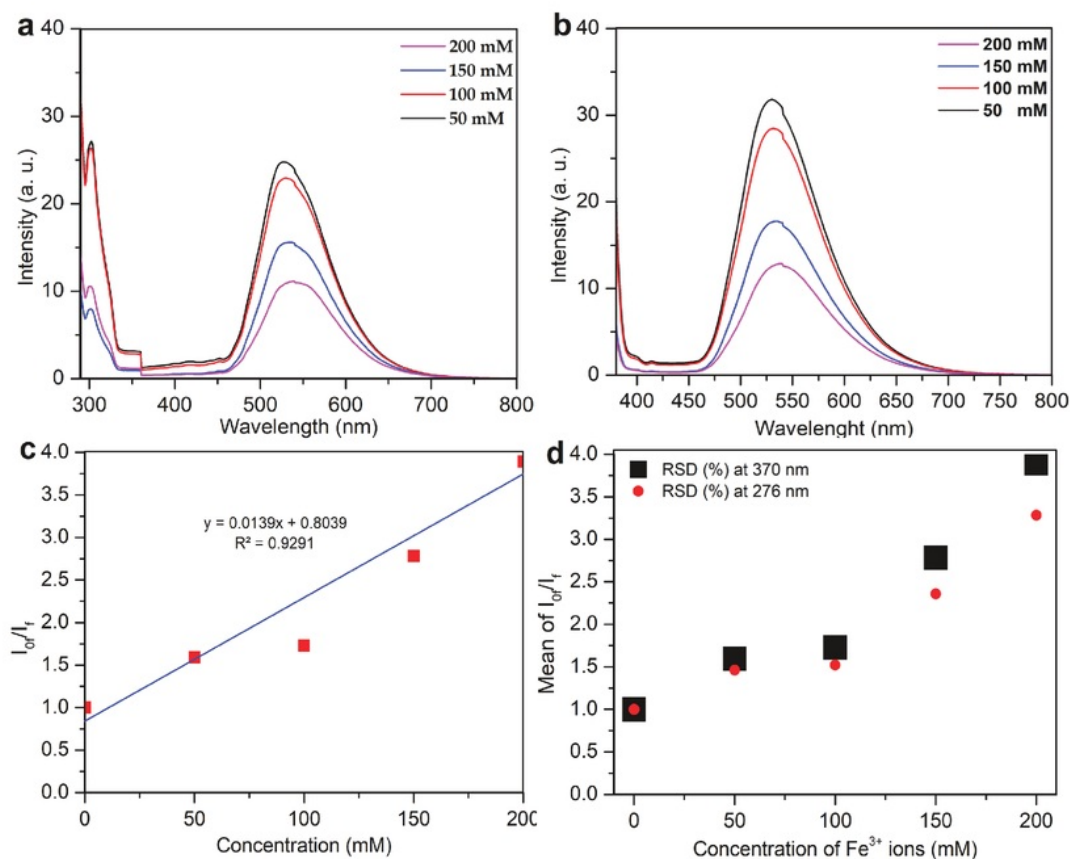 a
40
30
20
10
0
Intensity (a. u.)
300 400 500 600 700 800
Wavelength (nm)
200 mM
150 mM
100 mM
50 mM
b
40
30
20
10
0
Intensity (a. u.)
400 450 500 550 600 650 700 750 800
Wavelenght (nm)
200 mM
150 mM
100 mM
50 mM
c
4.0
3.5
3.0
2.5
2.0
1.5
1.0
0.5
0.0
I0f/If
y = 0.0139x + 0.8039
R² = 0.9291
0 50 100 150 200
Concentration (mM)
d
4.0
3.5
3.0
2.5
2.0
1.5
1.0
0.5
0.0
Mean of I0f/If
RSD (%) at 370 nm
RSD (%) at 276 nm
0 50 100 150 200
Concentration of Fe³⁺ ions (mM)